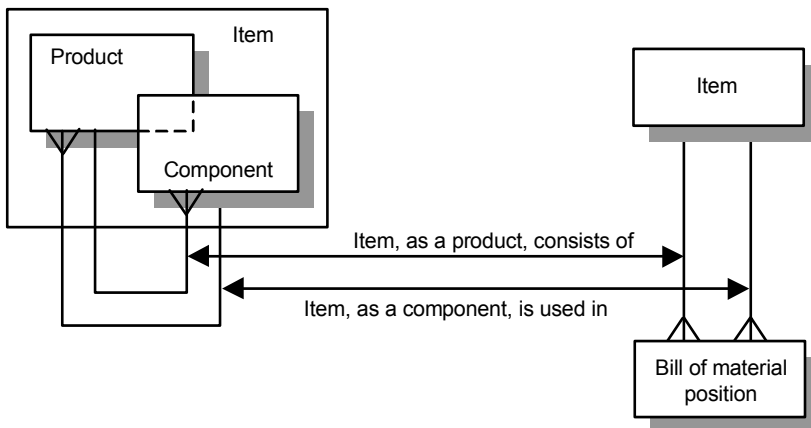 Item
Product
Component
Item
Item, as a product, consists of
Item, as a component, is used in
Bill of material
position